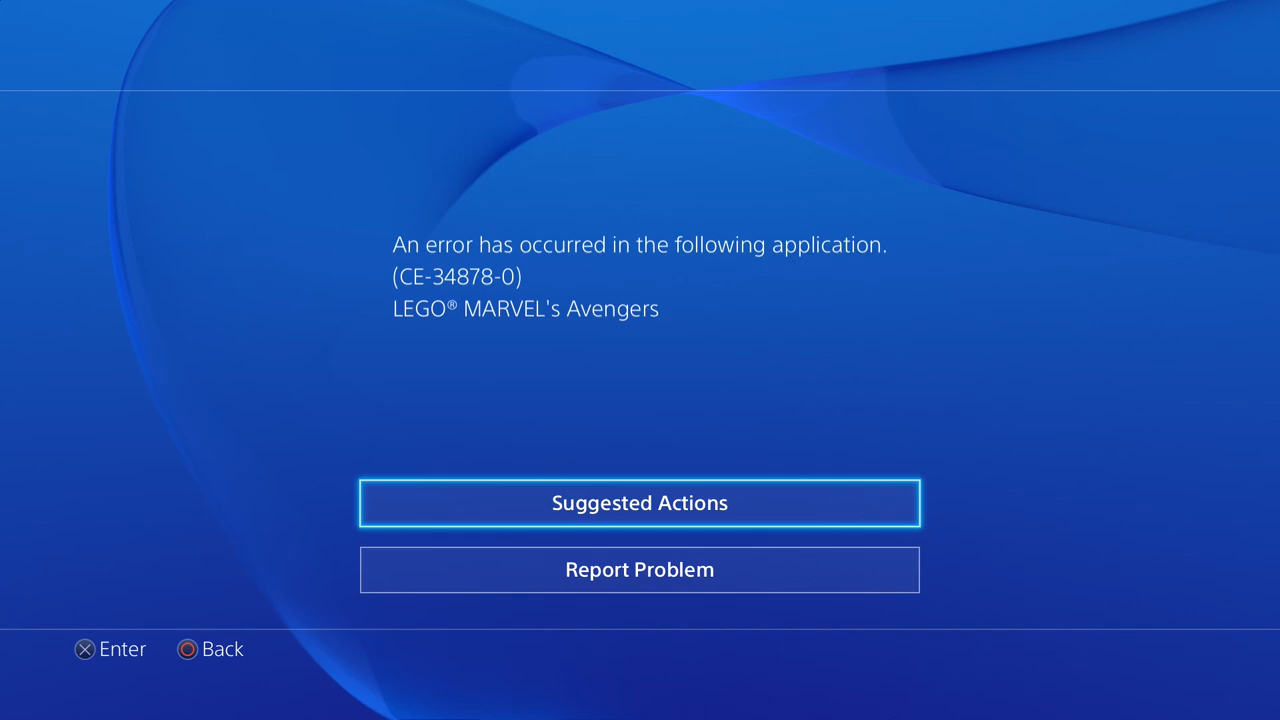 An error has occurred in the following application.
(CE-34878-0)
LEGO® MARVEL's Avengers
Suggested Actions
Report Problem
Enter
Back